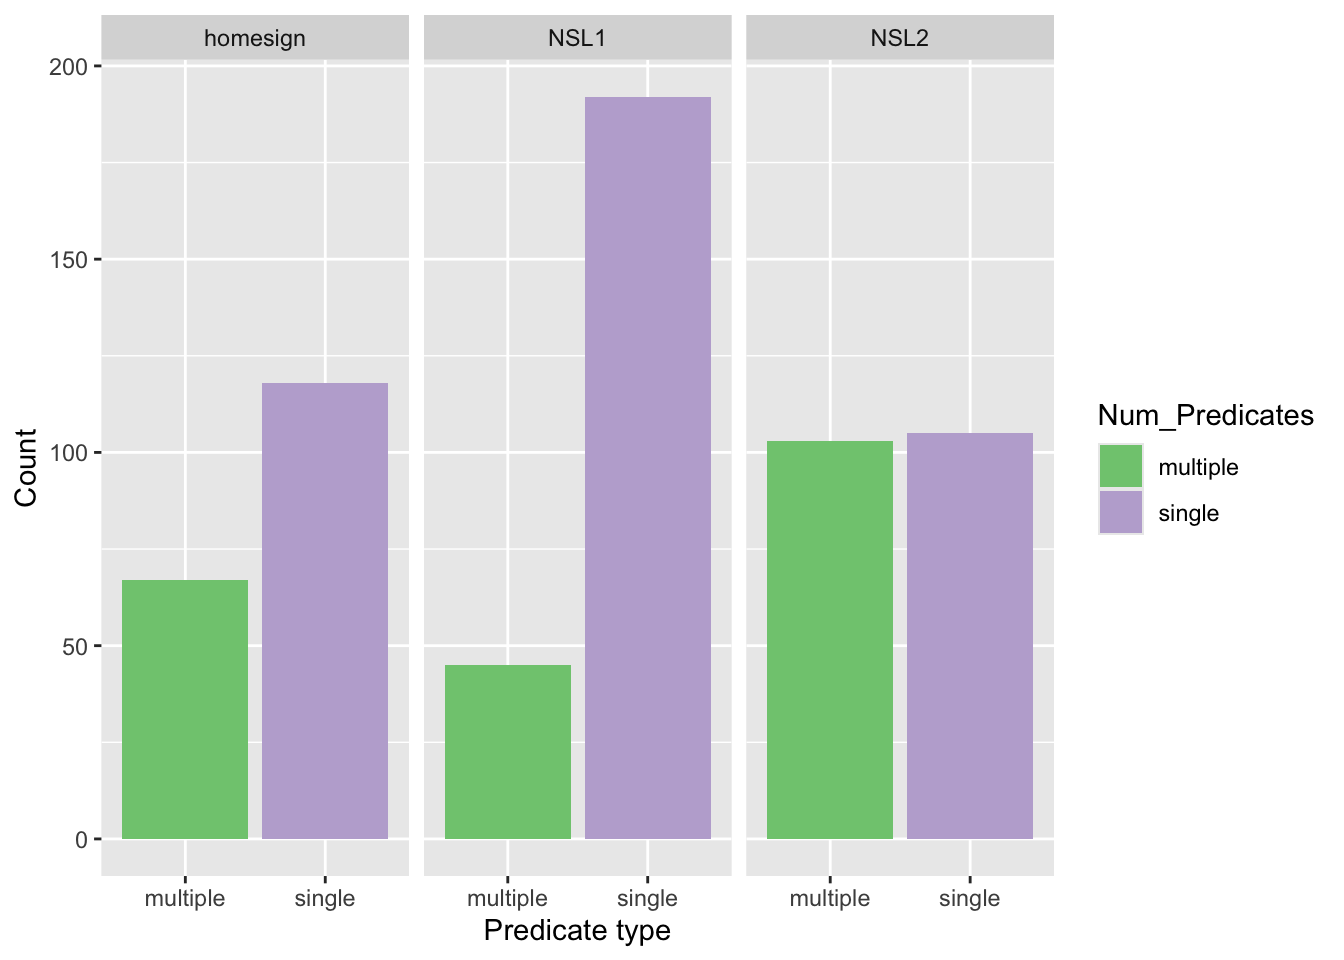 homesign NSL1 NSL2
200
150
100
50
0
Count
multiple single multiple single multiple single
Predicate type
Num_Predicates
multiple
single